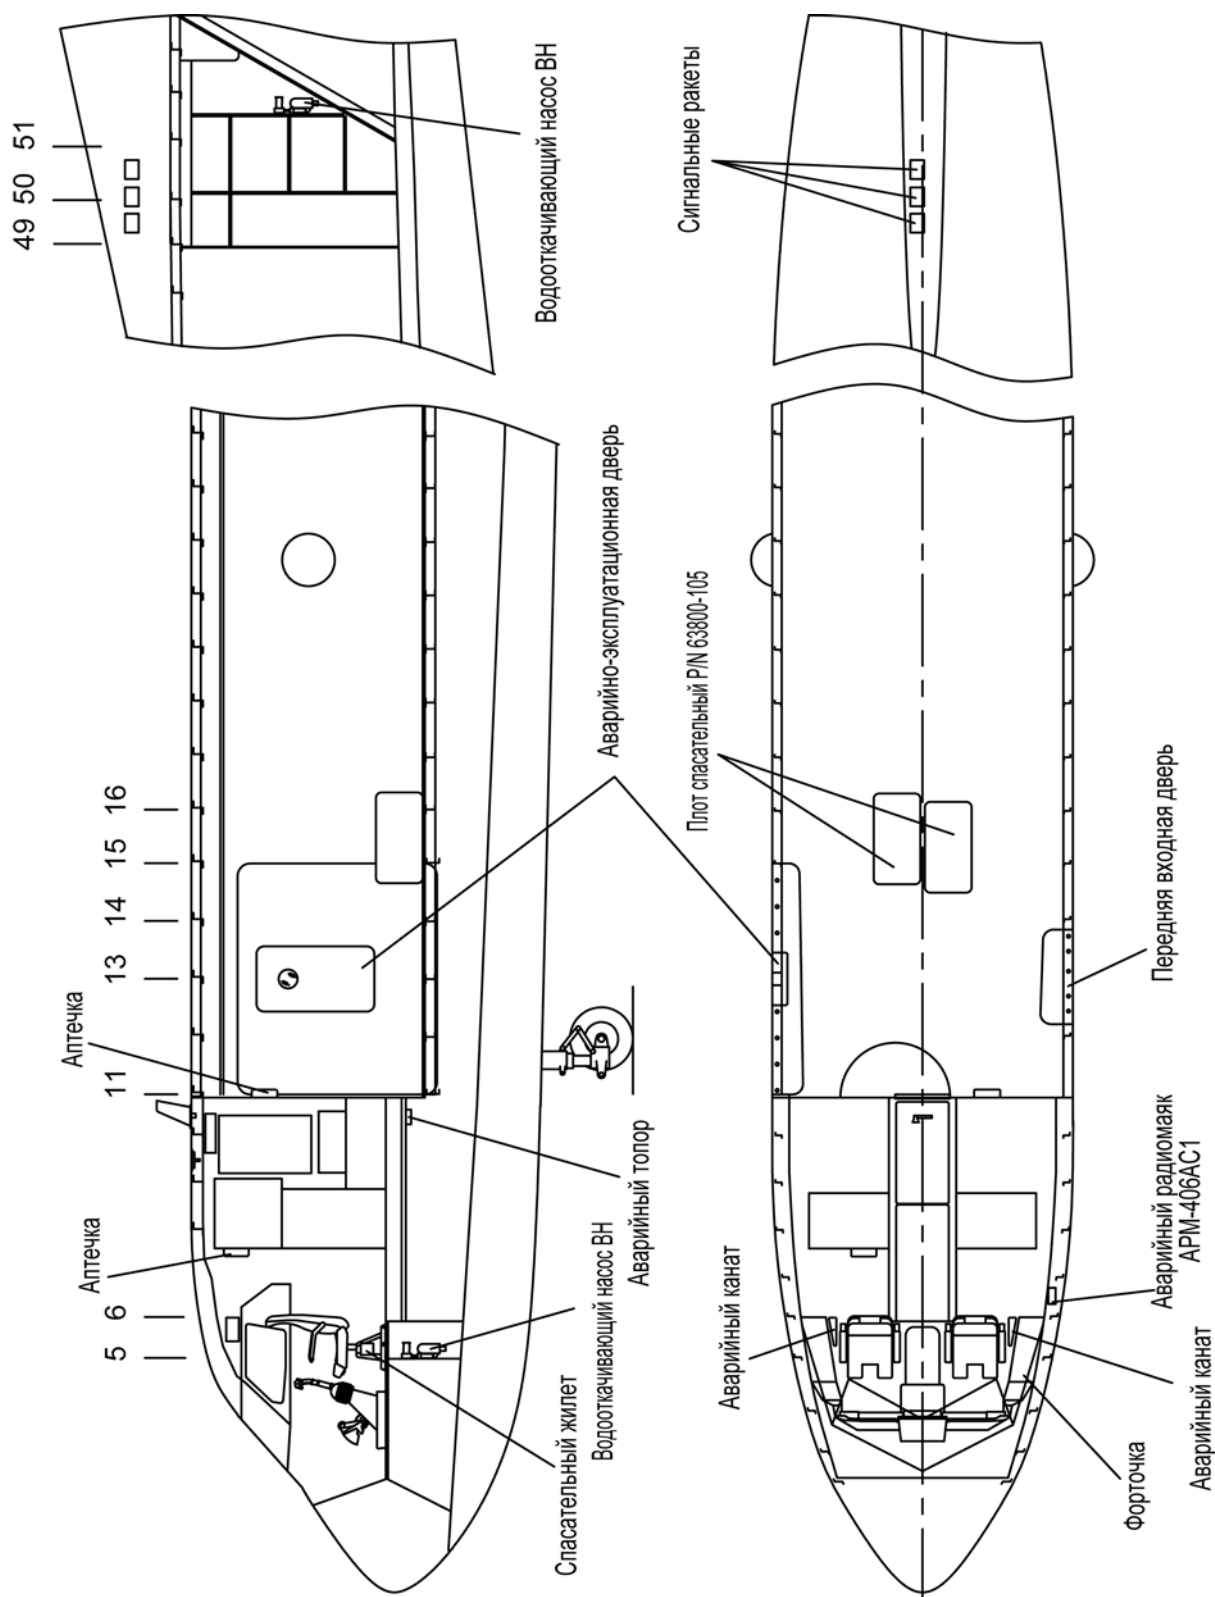 49 50 51
Водооткачивающий насос ВН
Сигнальные ракеты
5 6 11 13 14 15 16
Аптечка
Аптечка
Аварийно-эксплуатационная дверь
Плот спасательный P/N 63800-105
Аварийный топор
Водооткачивающий насос ВН
Спасательный жилет
Передняя входная дверь
Аварийный канат
Аварийный радиомаяк
АРМ-406АС1
Аварийный канат
Форточка